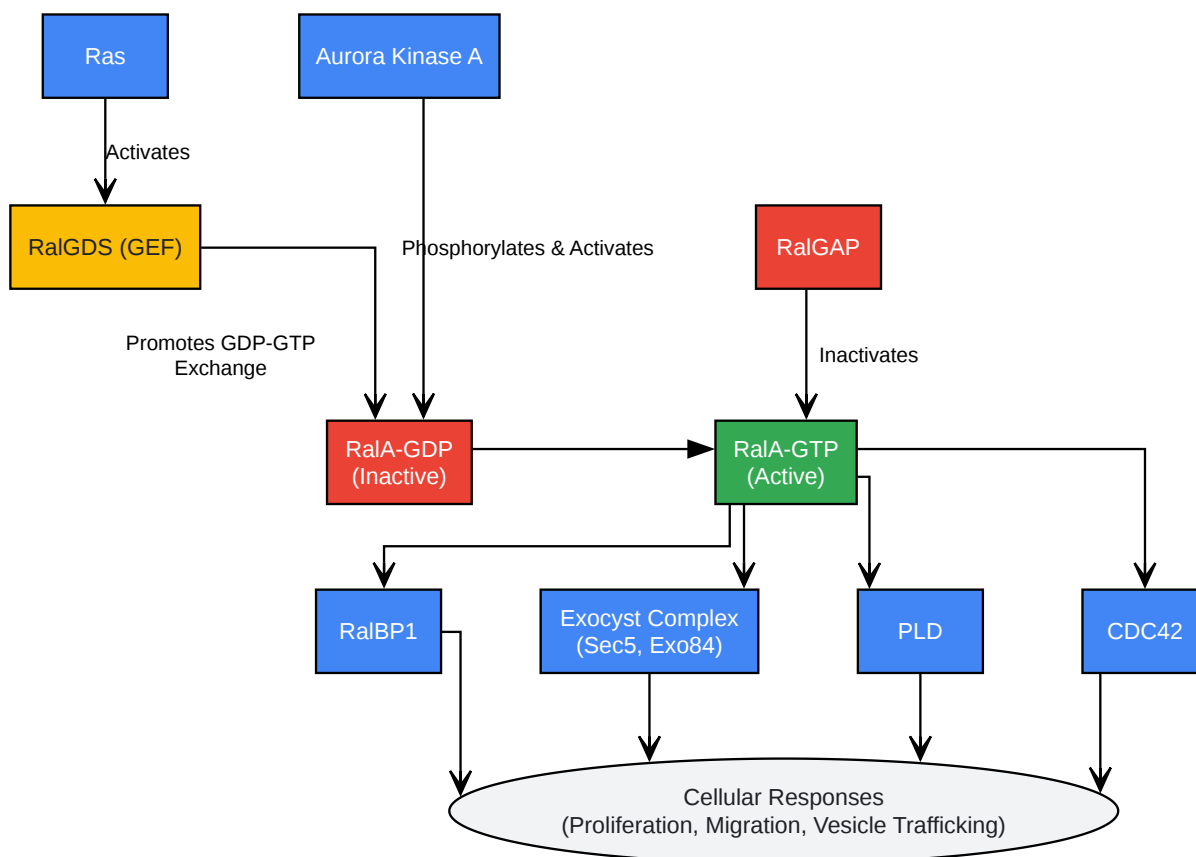 Ras
Aurora Kinase A
Activates
RalGDS (GEF)
Phosphorylates & Activates
RalGAP
Promotes GDP-GTP
Exchange
Inactivates
RalA-GDP
(Inactive)
RalA-GTP
(Active)
RalBP1
Exocyst Complex
(Sec5, Exo84)
PLD
CDC42
Cellular Responses
(Proliferation, Migration, Vesicle Trafficking)